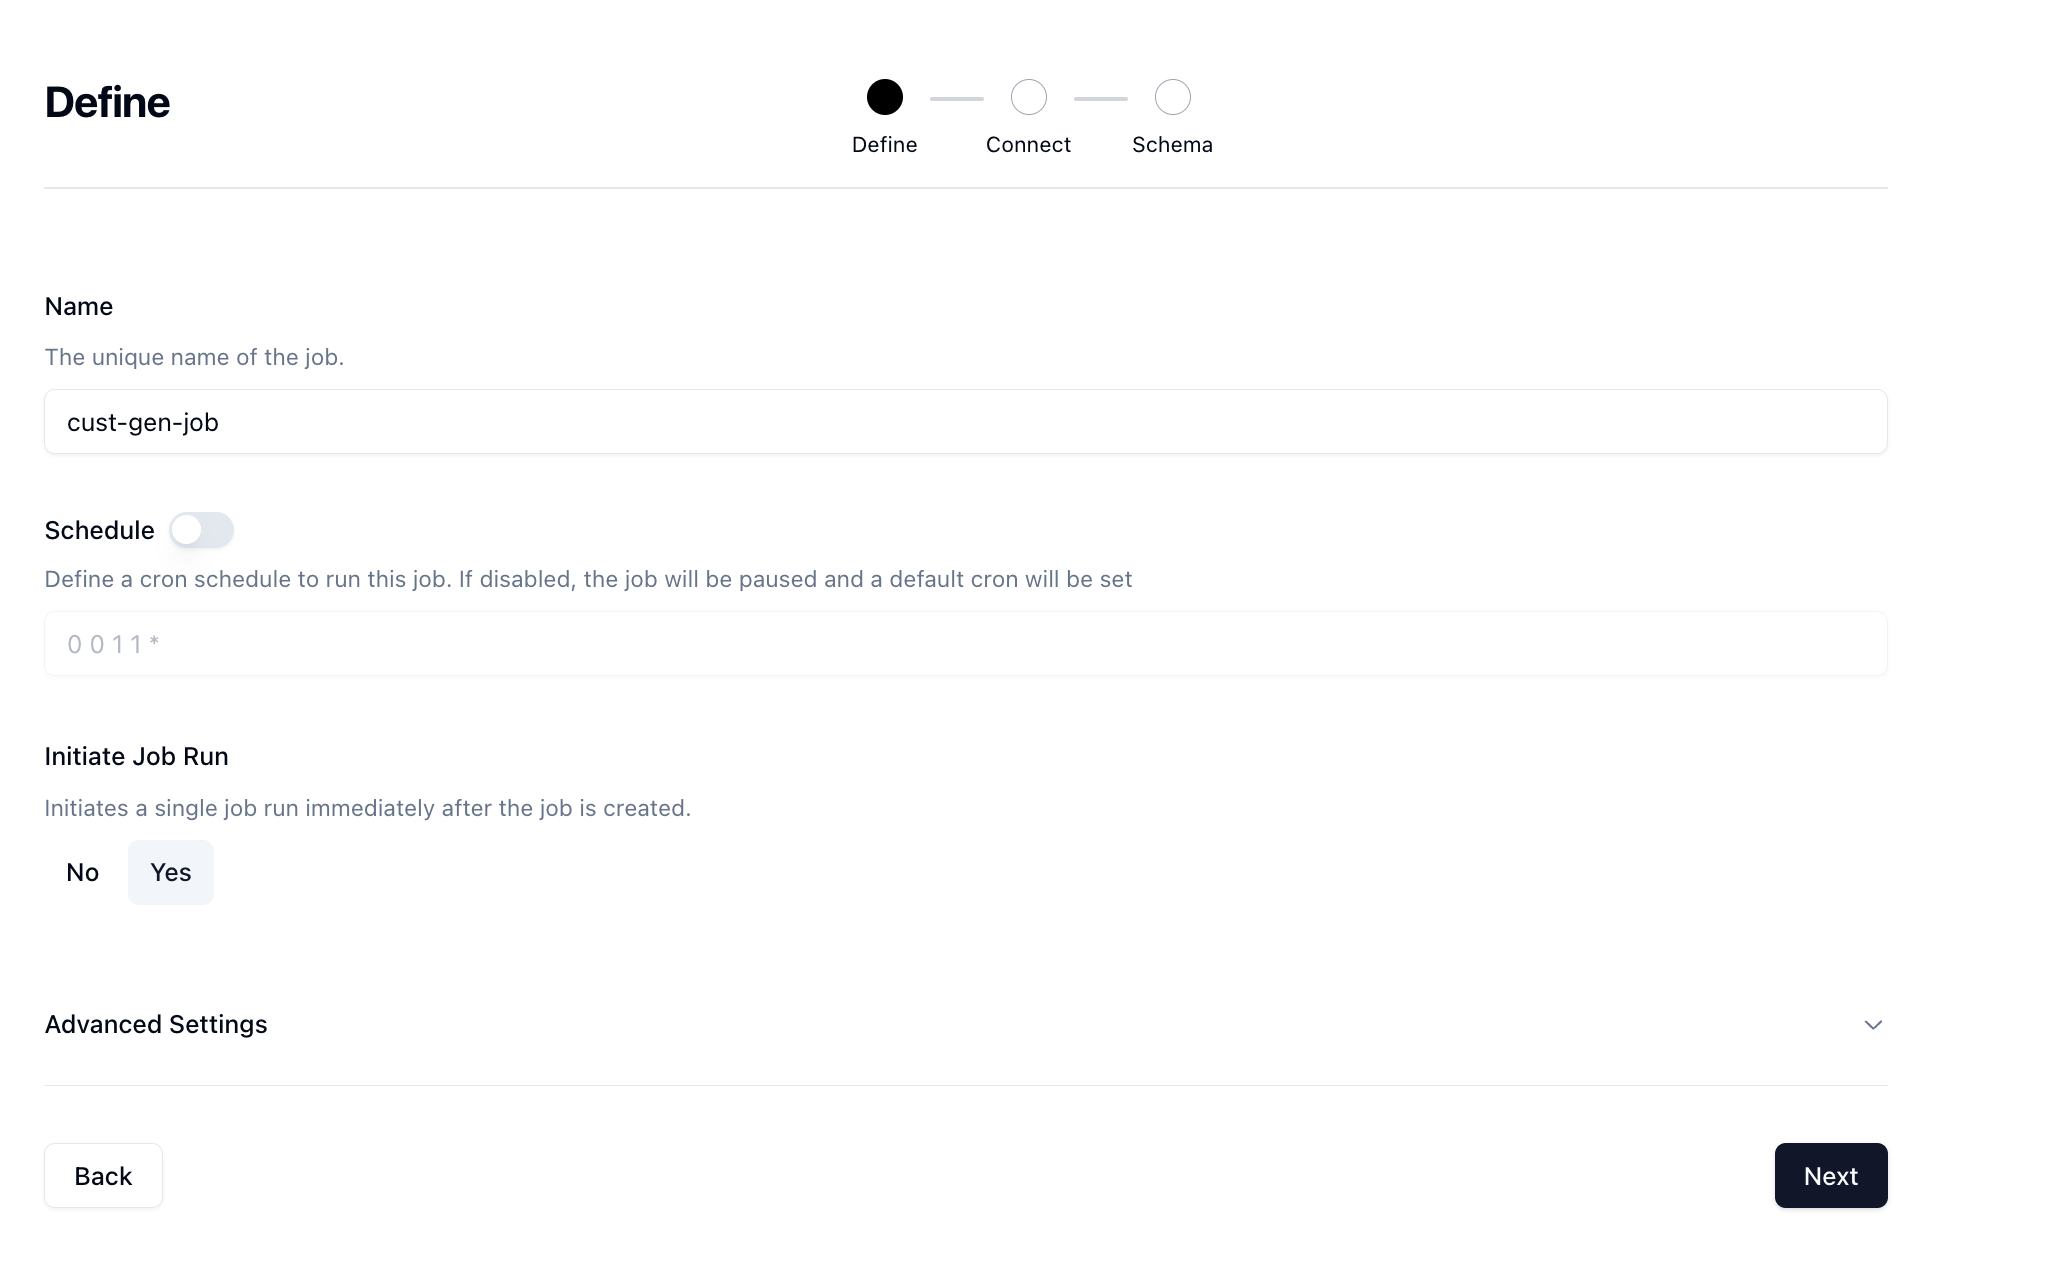 Define
Define
Connect
Schema
Name
The unique name of the job.
cust-gen-job
Schedule
Define a cron schedule to run this job. If disabled, the job will be paused and a default cron will be set
0 0 1 1 *
Initiate Job Run
Initiates a single job run immediately after the job is created.
No Yes
Advanced Settings
Back
Next